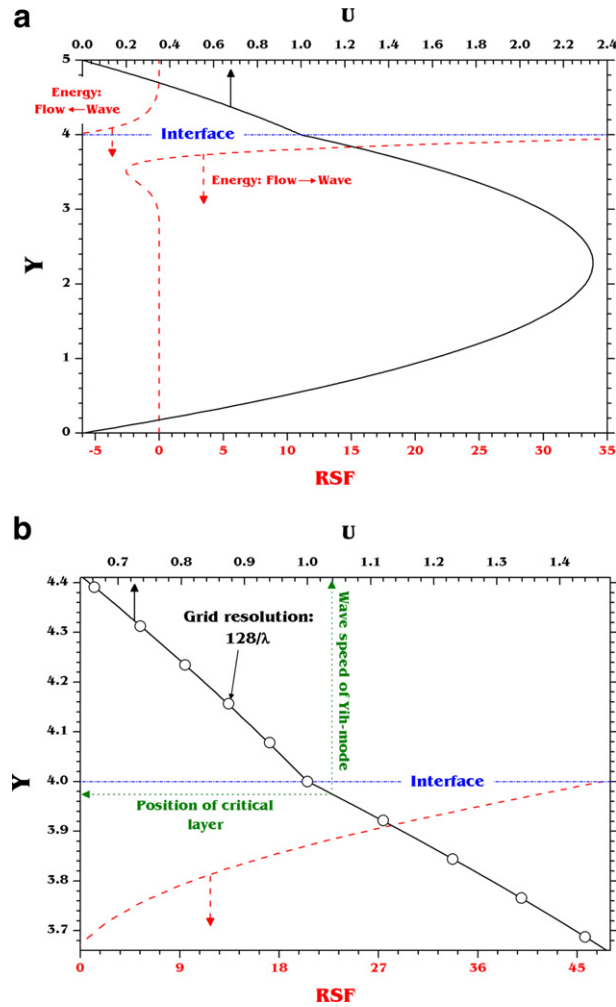 a
U
0.0 0.4 0.6 0.8 1.0 1.2 1.4 1.6 1.8 2.0 2.2 2.4
5
4
3
2
1
0
Y
Energy:
Flow ← Wave
Interface
Energy: Flow → Wave
-5 0 5 10 15 20 25 30 35
RSF
b
U
0.7 0.8 0.9 1.0 1.1 1.2 1.3 1.4
4.4
4.3
4.2
4.1
4.0
3.9
3.8
3.7
Y
Grid resolution:
128/λ
Wave speed of Yih-mode
Interface
Position of critical
layer
0 9 18 27 36 45
RSF